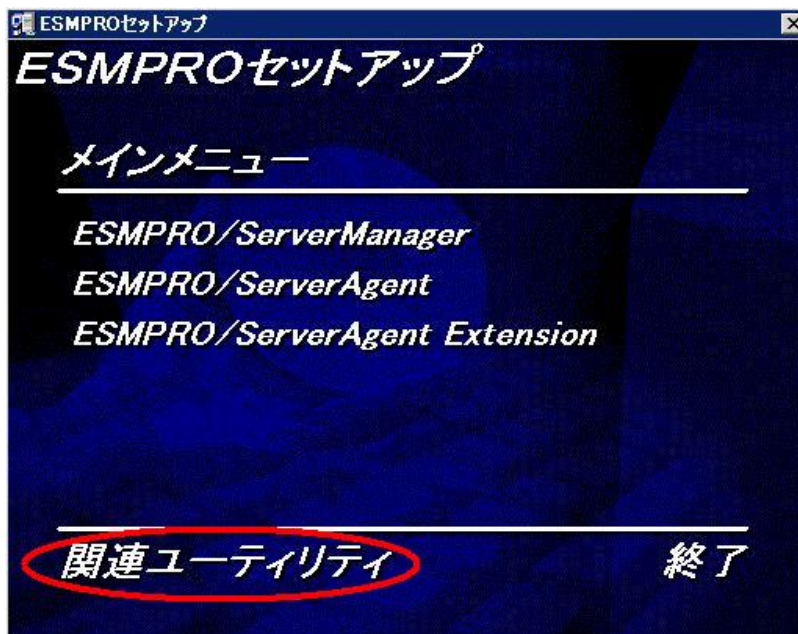 ESMPROセットアップ
ESMPROセットアップ
メインメニュー
ESMPRO/ServerManager
ESMPRO/ServerAgent
ESMPRO/ServerAgent Extension
関連ユーティリティ 終了